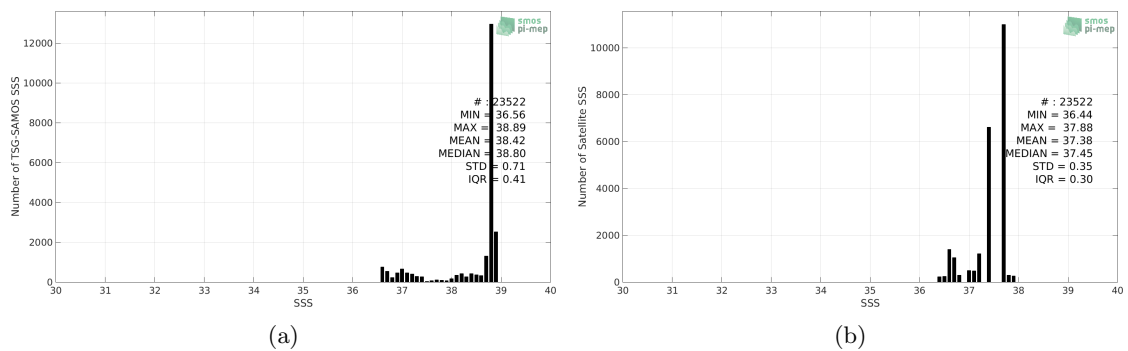 12000
10000
8000
6000
4000
2000
0
Number of TSG-SAMOS SSS
smos
pi-mep
# : 23522
MIN = 36.56
MAX = 38.89
MEAN = 38.42
MEDIAN = 38.80
STD = 0.71
IQR = 0.41
30 31 32 33 34 35 36 37 38 39 40
SSS
(a)
10000
8000
6000
4000
2000
0
Number of Satellite SSS
smos
pi-mep
# : 23522
MIN = 36.44
MAX = 37.88
MEAN = 37.38
MEDIAN = 37.45
STD = 0.35
IQR = 0.30
30 31 32 33 34 35 36 37 38 39 40
SSS
(b)